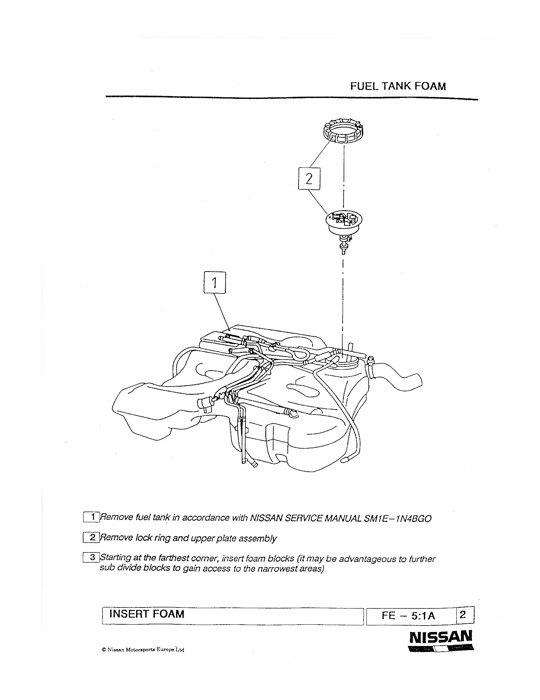 FUEL TANK FOAM
2
1
1 Remove fuel tank in accordance with NISSAN SERVICE MANUAL SM1E-1N4BGO
2 Remove lock ring and upper plate assembly
3 Starting at the farthest corner, insert foam blocks (it may be advantageous to further
sub divide blocks to gain access to the narrowest areas)
INSERT FOAM
FE - 5:1A
2
NISSAN
© Nissan Motorsports Europe Ltd